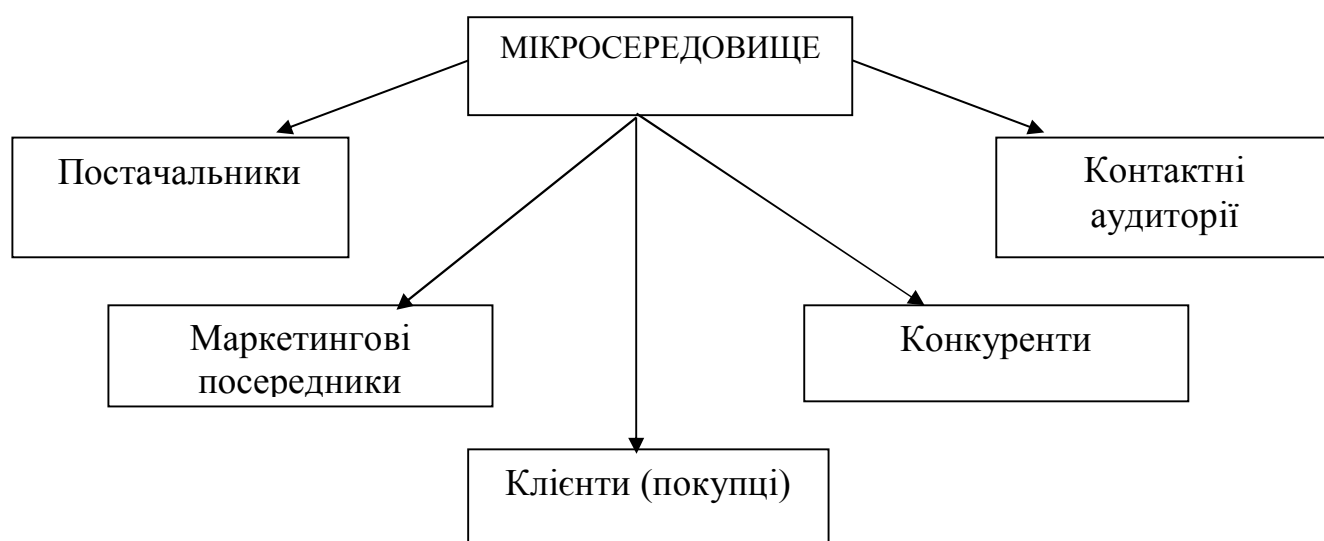 МІКРОСЕРЕДОВИЩЕ
Постачальники
Контактні
аудиторії
Маркетингові
посередники
Конкуренти
Клієнти (покупці)